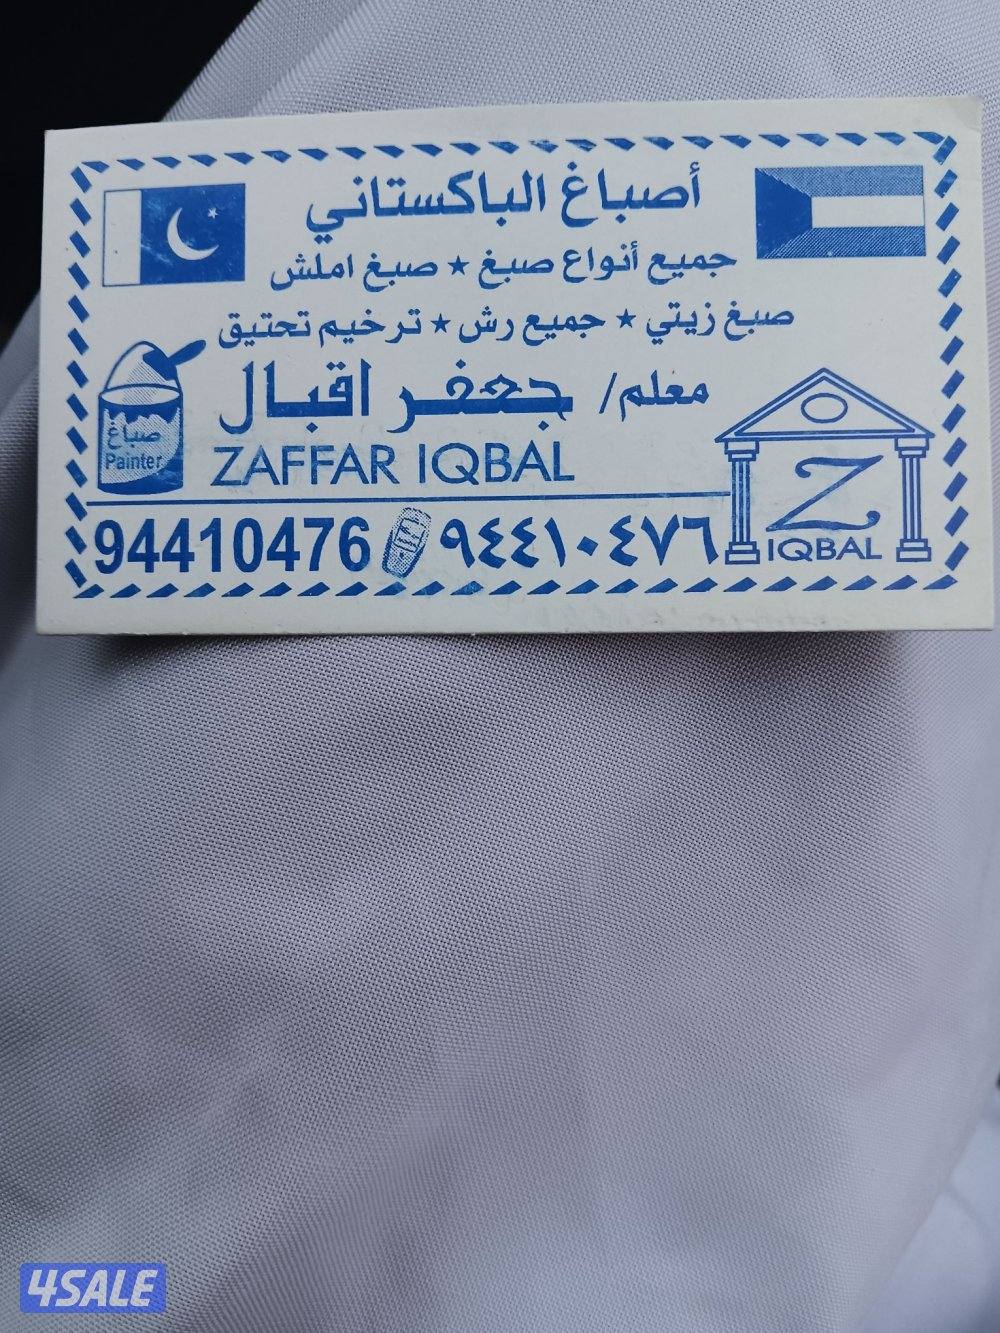 أصباغ الباكستاني
جميع أنواع صبغ ★ صبغ املش
صبغ زيتي ★ جميع رش ★ ترخيم تحتيق
معلم/ جعفر اقبال
ZAFFAR IQBAL
صباغ
Painter
94410476 ٩٤٤١٠٤٧٦
Z
IQBAL
4SALE